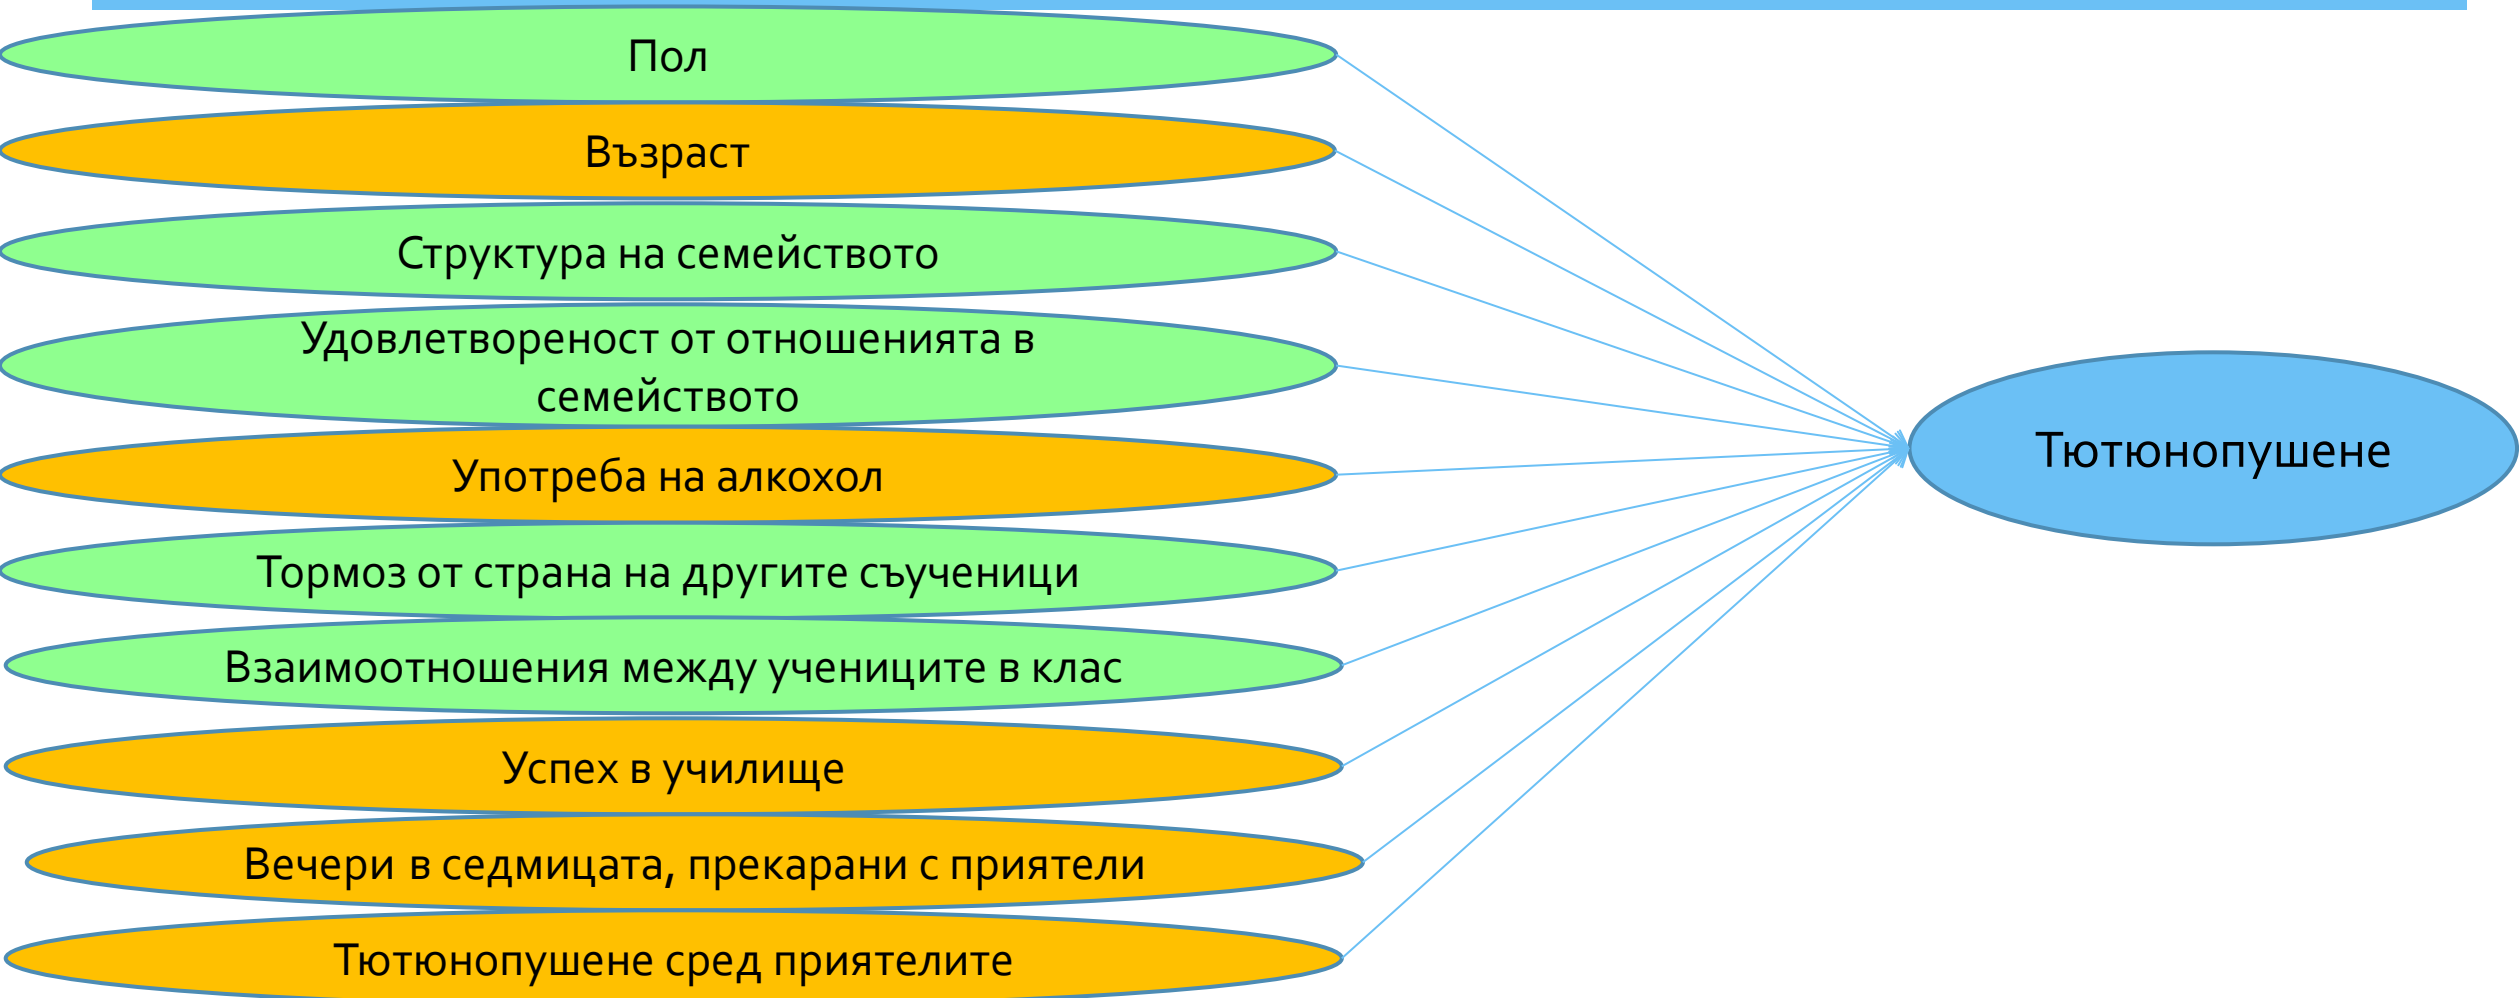 Пол
Възраст
Структура на семейството
Удовлетвореност от отношенията в
семейството
Употреба на алкохол
Тормоз от страна на другите съученици
Взаимоотношения между учениците в клас
Успех в училище
Вечери в седмицата, прекарани с приятели
Тютюнопушене сред приятелите
Тютюнопушене